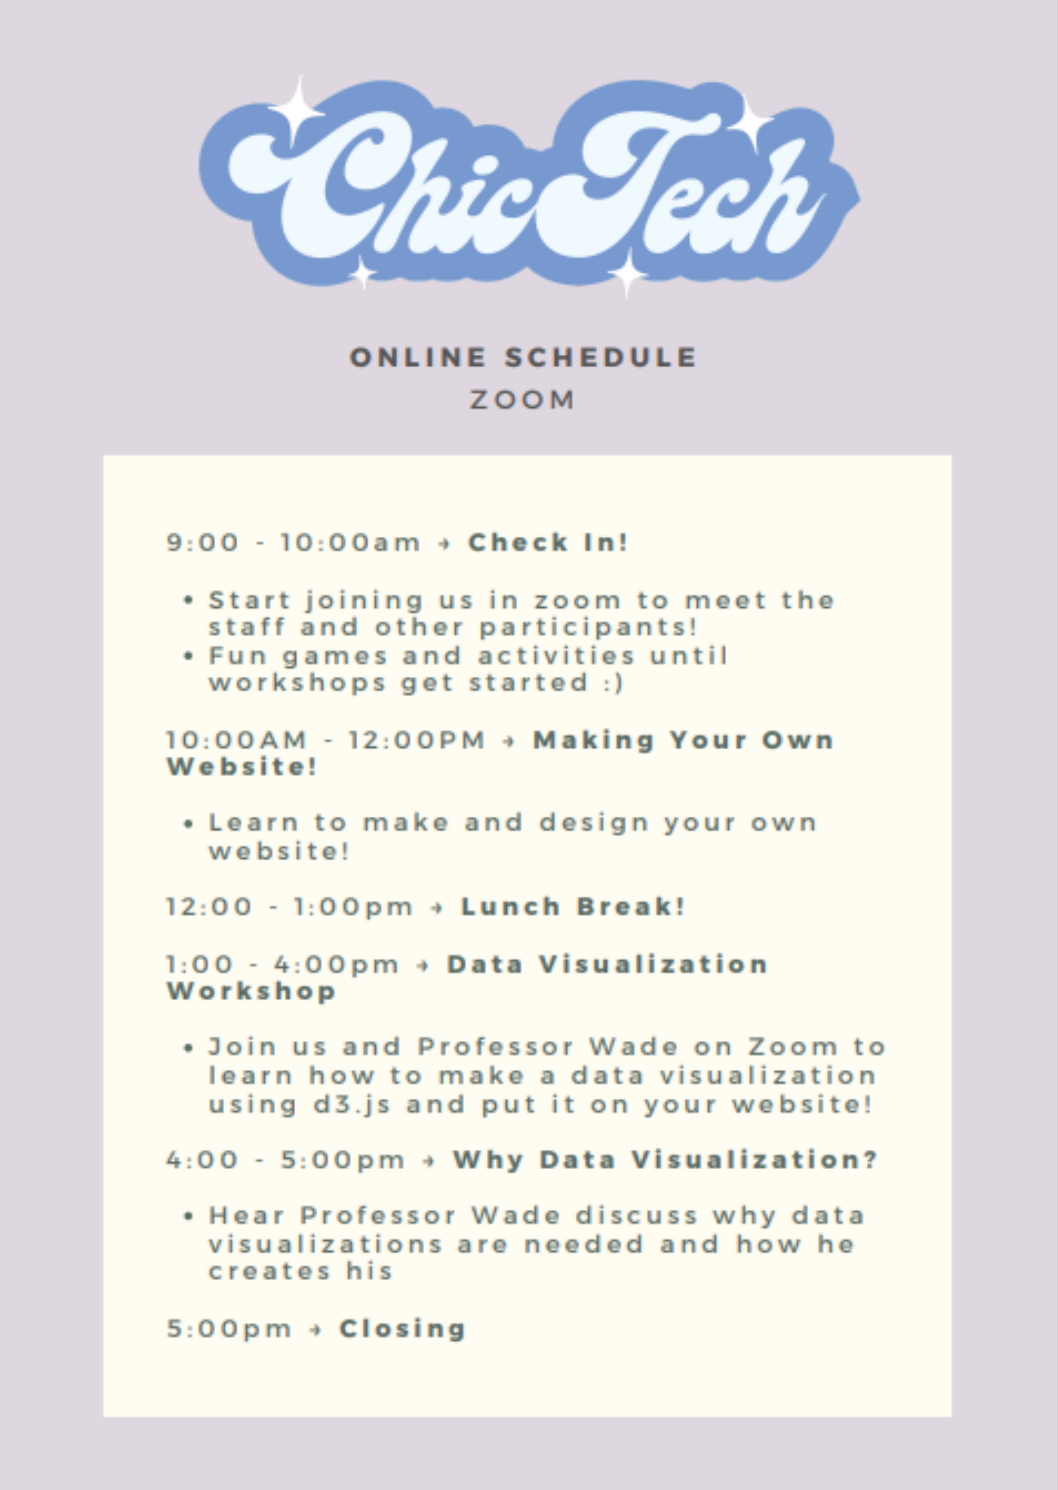 ChicTech
ONLINE SCHEDULE
ZOOM
9:00 - 10:00am → Check In!
• Start joining us in zoom to meet the
staff and other participants!
• Fun games and activities until
workshops get started :)
10:00AM - 12:00PM → Making Your Own
Website!
• Learn to make and design your own
website!
12:00 - 1:00pm → Lunch Break!
1:00 - 4:00pm → Data Visualization
Workshop
• Join us and Professor Wade on Zoom to
learn how to make a data visualization
using d3.js and put it on your website!
4:00 - 5:00pm → Why Data Visualization?
• Hear Professor Wade discuss why data
visualizations are needed and how he
creates his
5:00pm → Closing